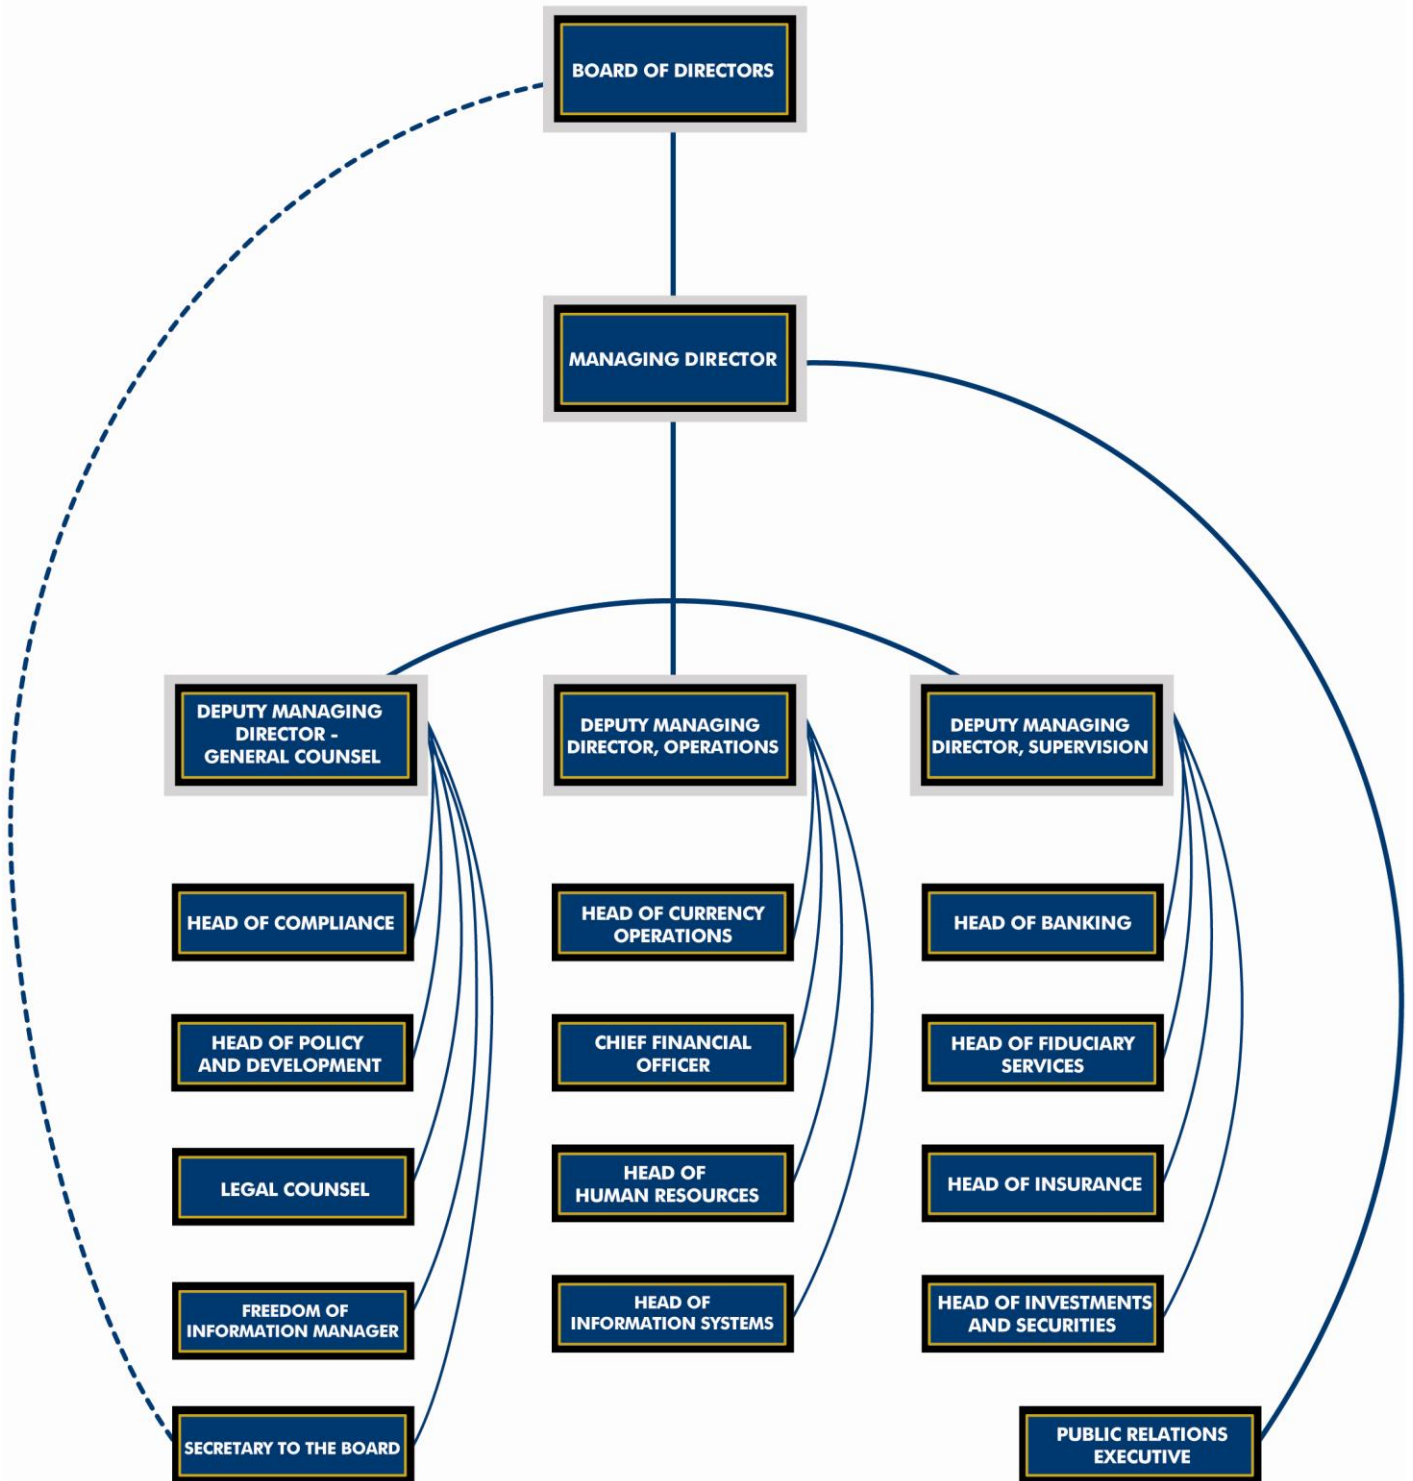 BOARD OF DIRECTORS
MANAGING DIRECTOR
DEPUTY MANAGING
DIRECTOR -
GENERAL COUNSEL
DEPUTY MANAGING
DIRECTOR, OPERATIONS
DEPUTY MANAGING
DIRECTOR, SUPERVISION
HEAD OF COMPLIANCE
HEAD OF CURRENCY
OPERATIONS
HEAD OF BANKING
HEAD OF POLICY
AND DEVELOPMENT
CHIEF FINANCIAL
OFFICER
HEAD OF FIDUCIARY
SERVICES
LEGAL COUNSEL
HEAD OF
HUMAN RESOURCES
HEAD OF INSURANCE
FREEDOM OF
INFORMATION MANAGER
HEAD OF
INFORMATION SYSTEMS
HEAD OF INVESTMENTS
AND SECURITIES
SECRETARY TO THE BOARD
PUBLIC RELATIONS
EXECUTIVE